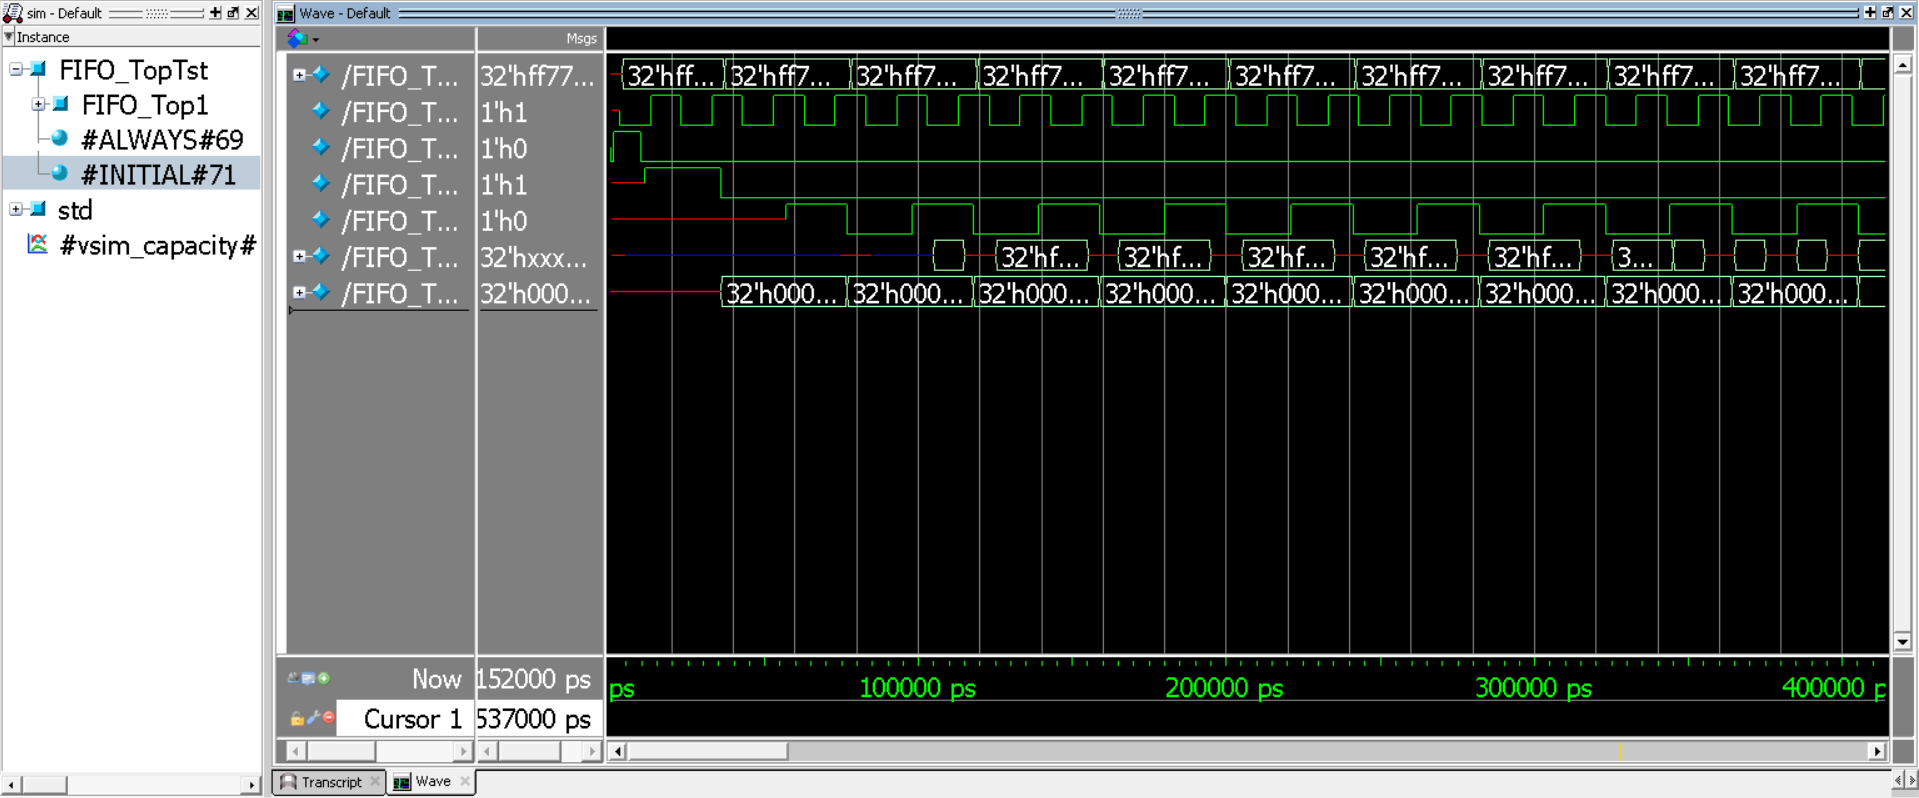 sim - Default
Instance
FIFO_TopTst
FIFO_Top1
#ALWAYS#69
#INITIAL#71
std
#vsim_capacity#
Wave - Default
Msgs
/FIFO_T... 32'hff77... 32'hff... 32'hff7... 32'hff7... 32'hff7... 32'hff7... 32'hff7... 32'hff7... 32'hff7... 32'hff7... 32'hff7...
/FIFO_T... 1'h1
/FIFO_T... 1'h0
/FIFO_T... 1'h1
/FIFO_T... 1'h0
/FIFO_T... 32'hxxx... 32'hf... 32'hf... 32'hf... 32'hf... 32'hf... 3...
/FIFO_T... 32'h000... 32'h000... 32'h000... 32'h000... 32'h000... 32'h000... 32'h000... 32'h000... 32'h000... 32'h000...
Now 152000 ps ps 100000 ps 200000 ps 300000 ps 400000 p
Cursor 1 537000 ps
Transcript Wave